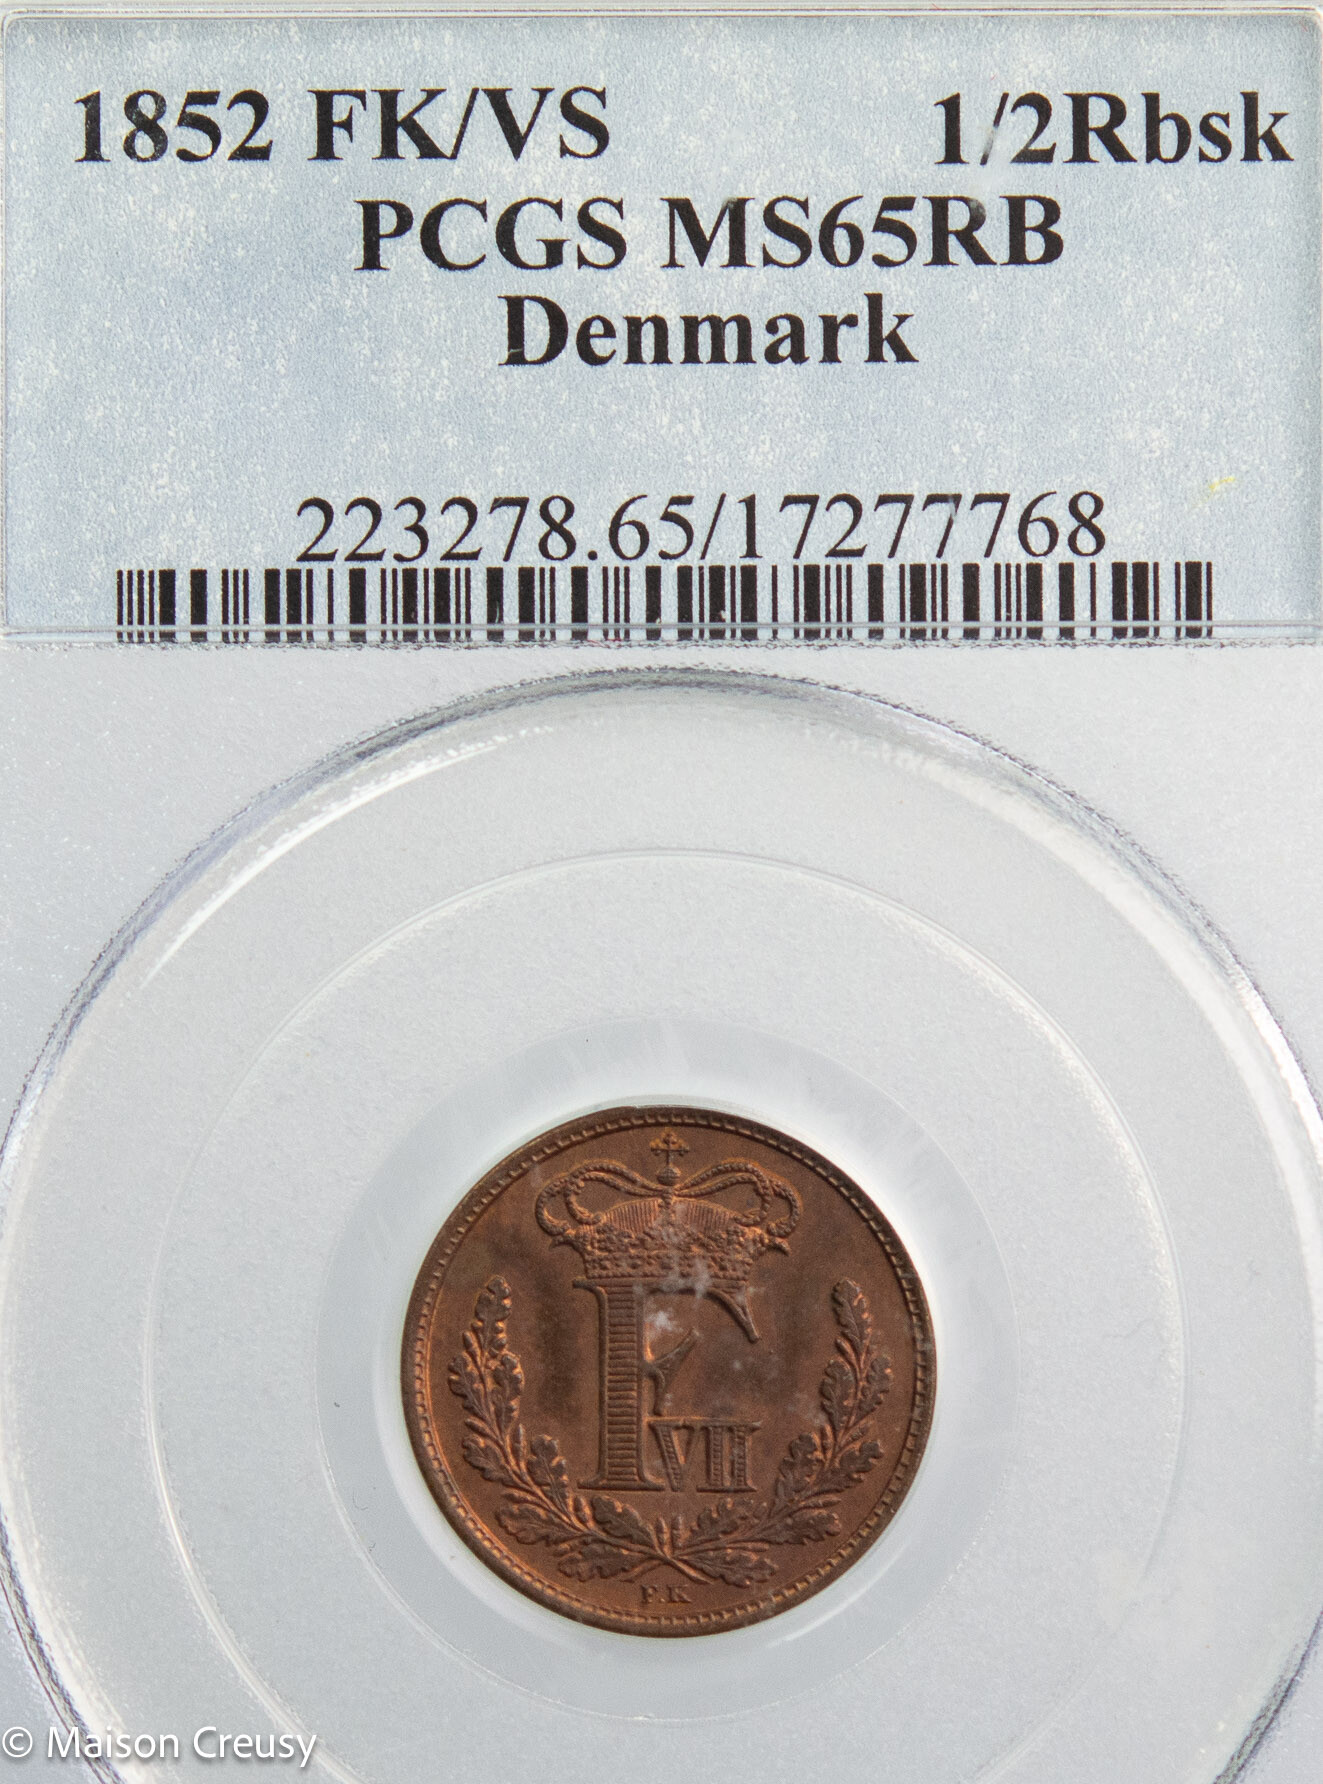 1852 FK/VS 1/2Rbsk
PCGS MS65RB
Denmark
223278.65/17277768
F
VII
F.K
© Maison Creusy